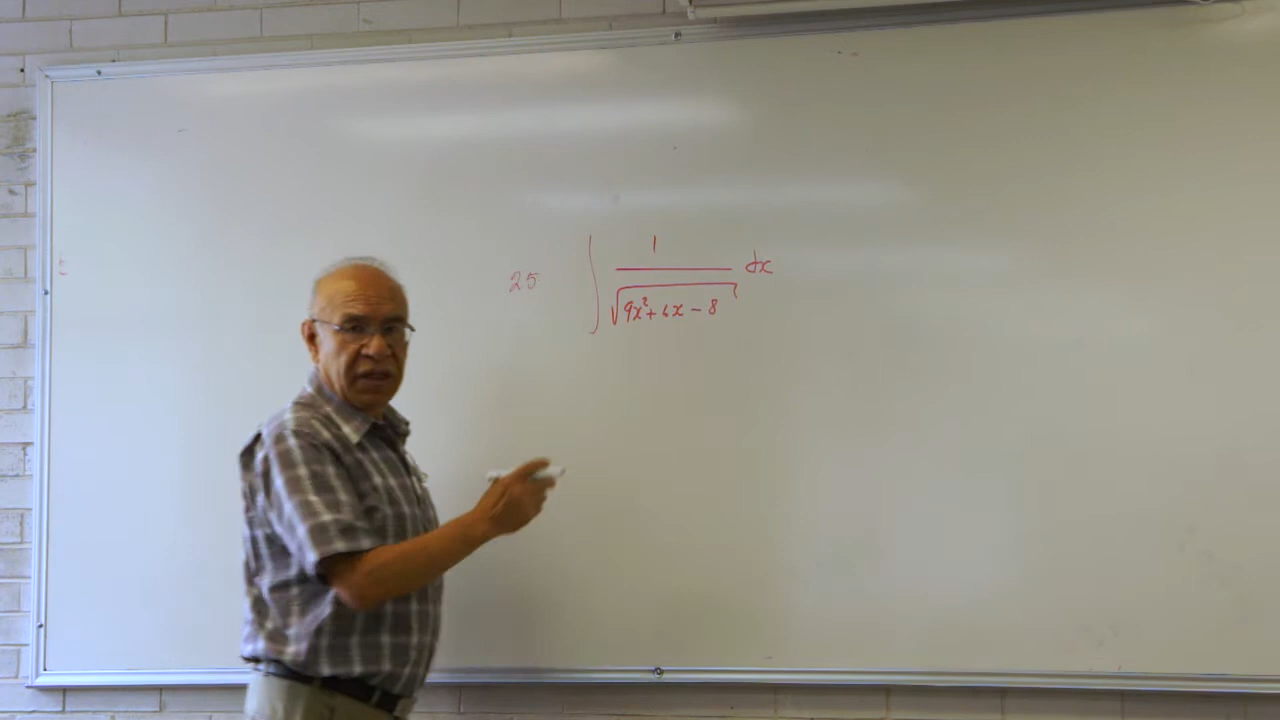 25 ∫ 1 / √(9x² + 6x - 8) dx